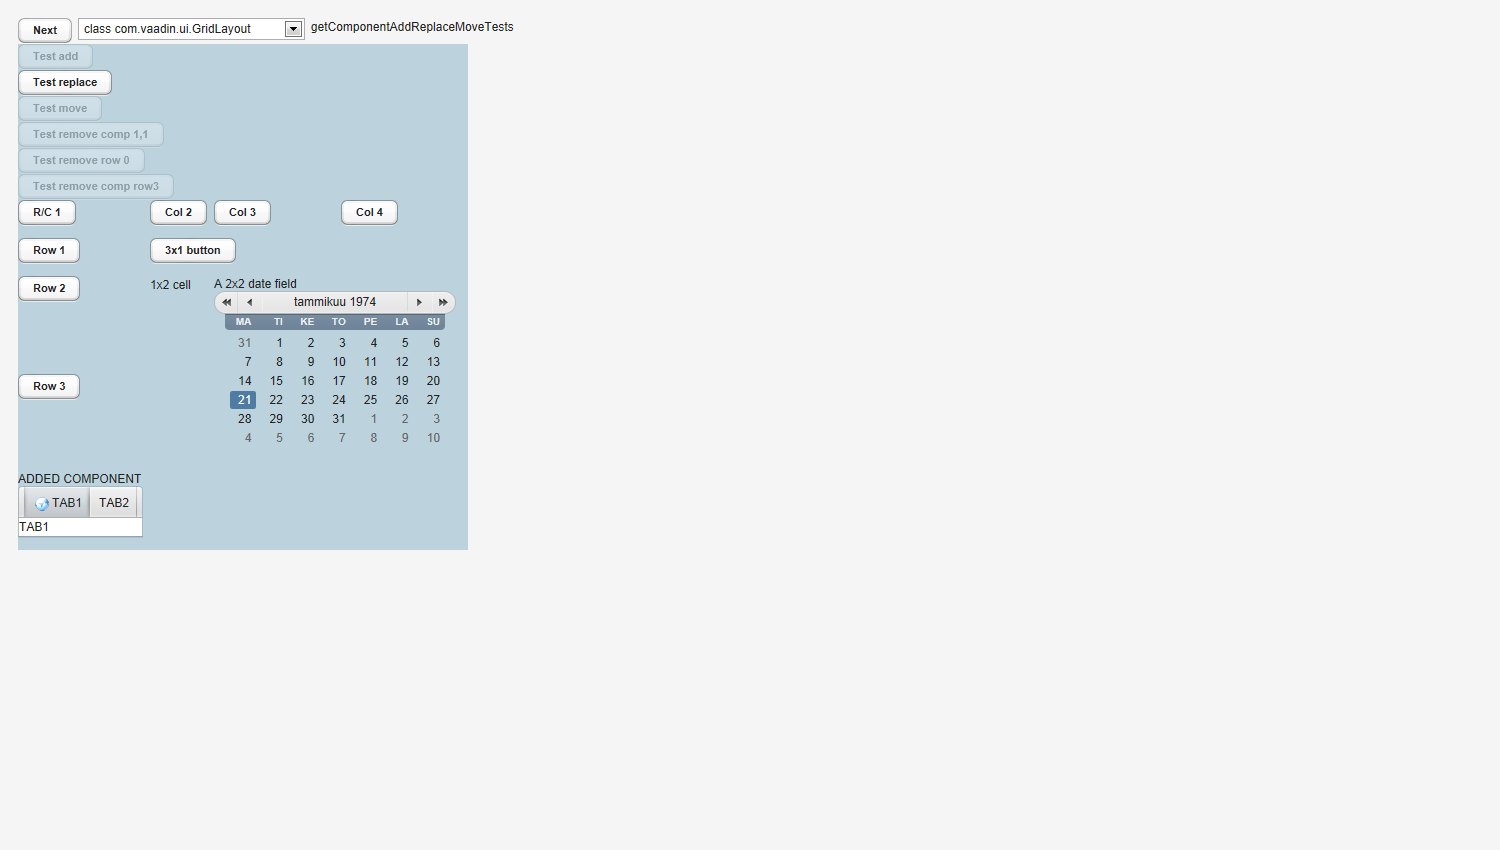 Next class com.vaadin.ui.GridLayout getComponentAddReplaceMoveTests
Test add
Test replace
Test move
Test remove comp 1,1
Test remove row 0
Test remove comp row3
R/C 1 Col 2 Col 3 Col 4
Row 1 3x1 button
Row 2 1x2 cell A 2x2 date field
tammikuu 1974
MA TI KE TO PE LA SU
31 1 2 3 4 5 6
7 8 9 10 11 12 13
14 15 16 17 18 19 20
Row 3
21 22 23 24 25 26 27
28 29 30 31 1 2 3
4 5 6 7 8 9 10
ADDED COMPONENT
TAB1 TAB2
TAB1